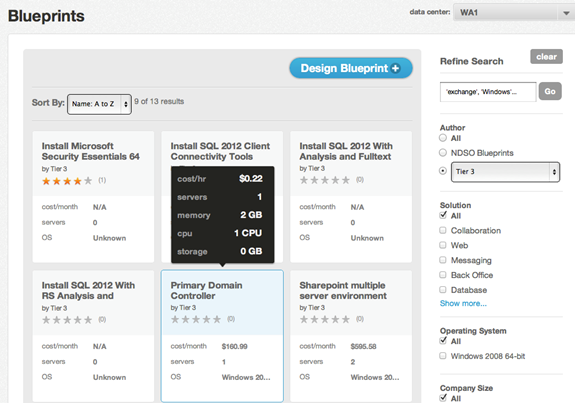 Blueprints
data center: WA1
Design Blueprint +
Sort By: Name: A to Z 9 of 13 results
Install Microsoft
Security Essentials 64
by Tier 3
(1)
cost/month N/A
servers 0
OS Unknown
Install SQL 2012 Client
Connectivity Tools
cost/hr $0.22
servers 1
memory 2 GB
cpu 1 CPU
storage 0 GB
Install SQL 2012 With
Analysis and Fulltext
by Tier 3
(0)
cost/month N/A
servers 0
OS Unknown
Install SQL 2012 With
RS Analysis and
by Tier 3
(0)
cost/month N/A
servers 0
OS Unknown
Primary Domain
Controller
by Tier 3
(0)
cost/month $160.99
servers 1
OS Windows 20...
Sharepoint multiple
server environment
by Tier 3
(0)
cost/month $595.58
servers 2
OS Windows 20...
Refine Search clear
'exchange', 'Windows'... Go
Author
All
NDSO Blueprints
Tier 3
Solution
All
Collaboration
Web
Messaging
Back Office
Database
Show more...
Operating System
All
Windows 2008 64-bit
Company Size
All